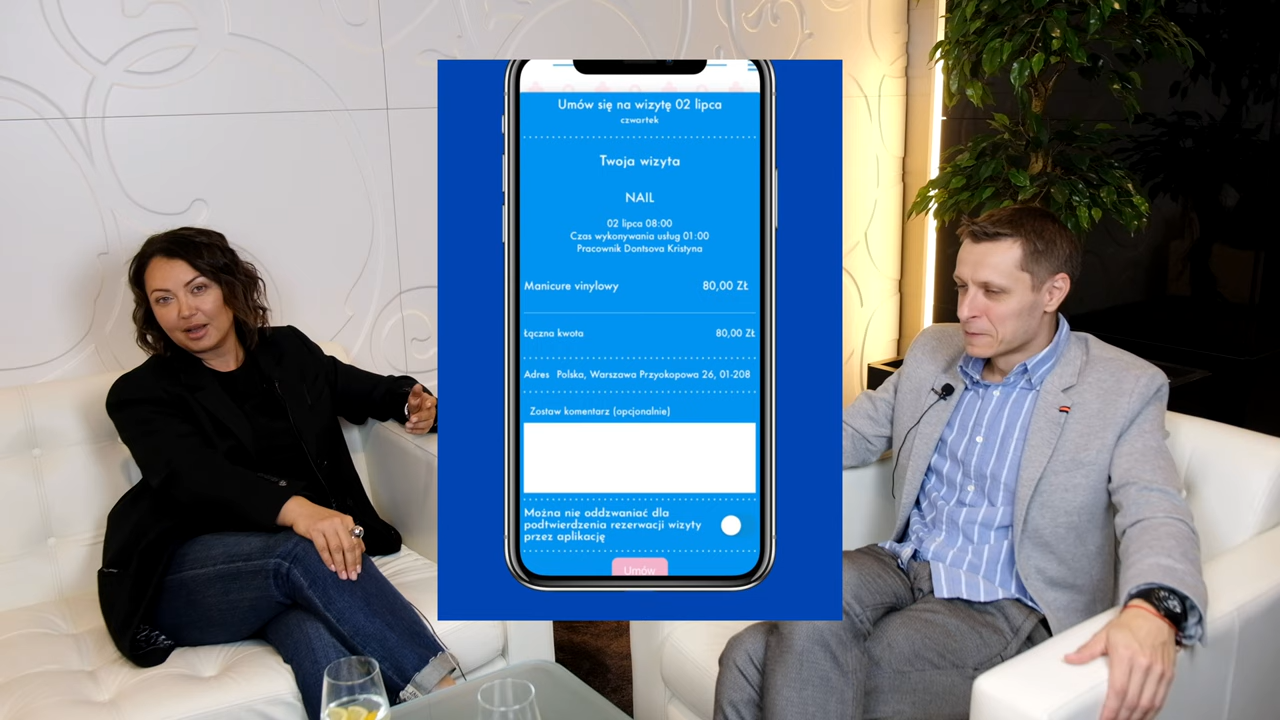 Umów się na wizytę 02 lipca
czwartek
Twoja wizyta
NAIL
02 lipca 08:00
Czas wykonywania usług 01:00
Pracownik Dontsova Kristyna
Manicure vinylowy 80,00 ZŁ
Łączna kwota 80,00 ZŁ
Adres Polska, Warszawa Przyokopowa 26, 01-208
Zostaw komentarz (opcjonalnie)
Można nie oddzwaniać dla
podtwierdzenia rezerwacji wizyty
przez aplikację
Umów